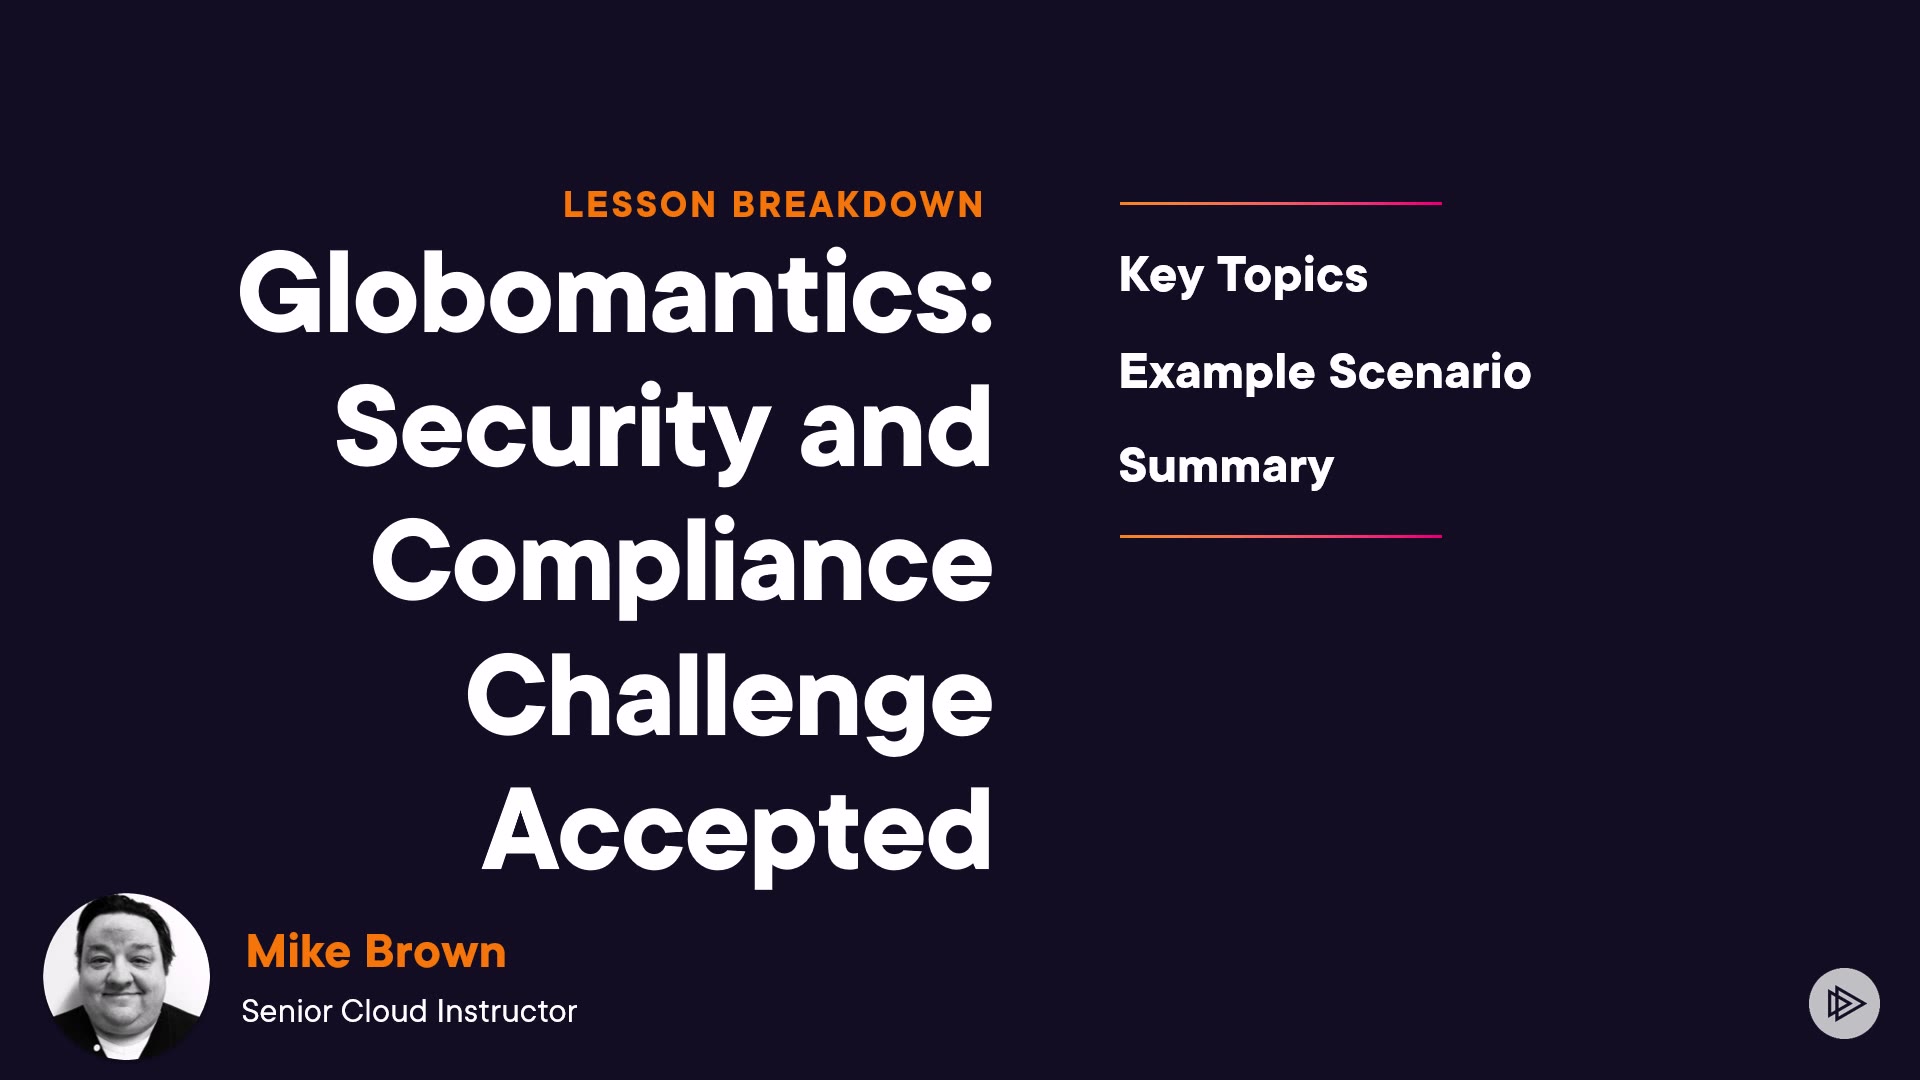 LESSON BREAKDOWN
Globomantics:
Security and
Compliance
Challenge
Accepted
Key Topics
Example Scenario
Summary
Mike Brown
Senior Cloud Instructor